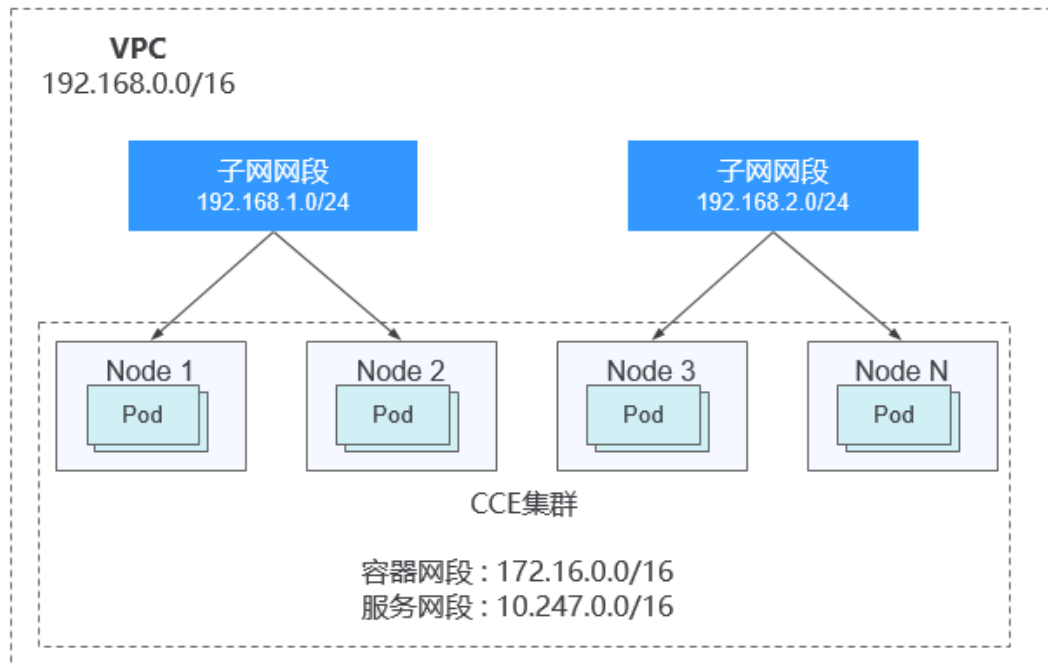 VPC
192.168.0.0/16
子网网段
192.168.1.0/24
子网网段
192.168.2.0/24
Node 1
Pod
Node 2
Pod
Node 3
Pod
Node N
Pod
CCE集群
容器网段 : 172.16.0.0/16
服务网段 : 10.247.0.0/16